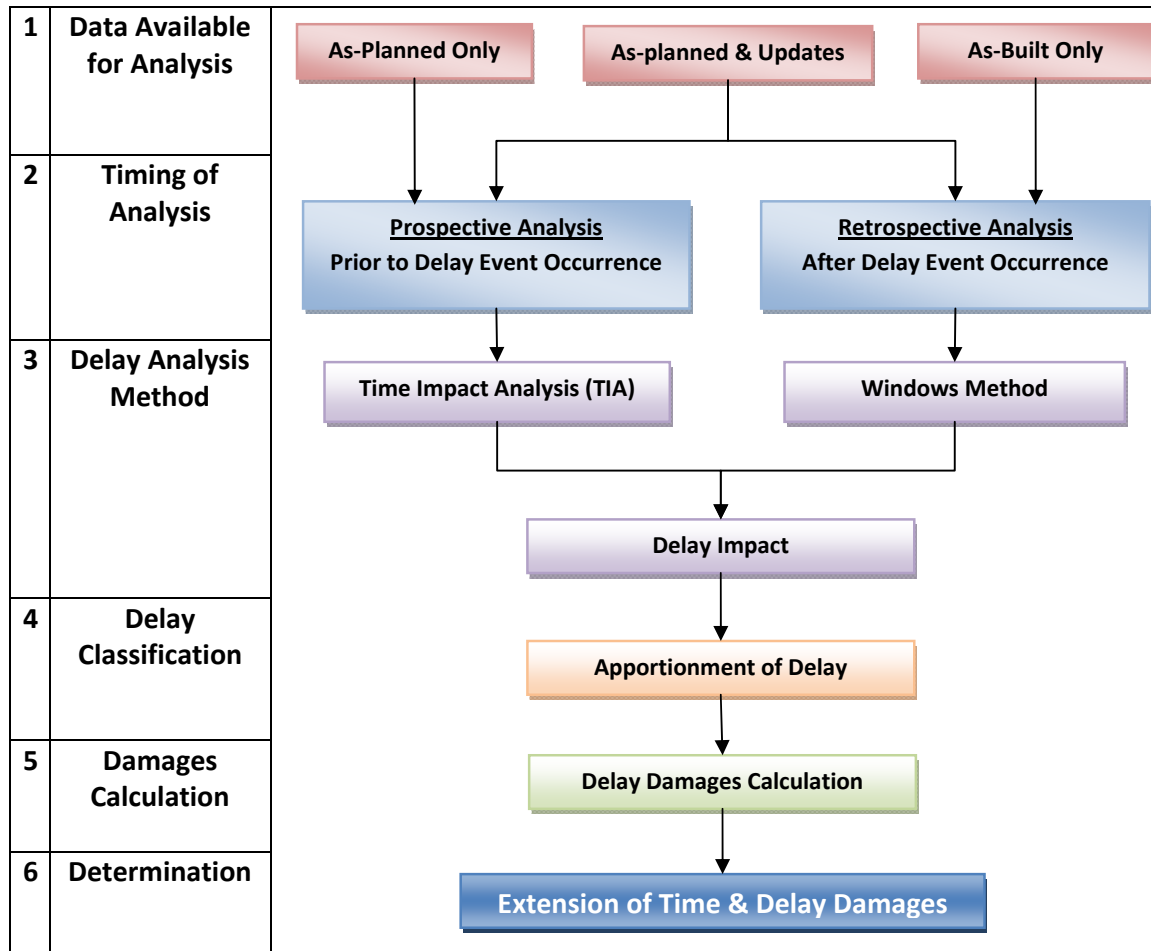 1
Data Available
for Analysis
As-Planned Only
As-planned & Updates
As-Built Only
2
Timing of
Analysis
Prospective Analysis
Prior to Delay Event Occurrence
Retrospective Analysis
After Delay Event Occurrence
3
Delay Analysis
Method
Time Impact Analysis (TIA)
Windows Method
Delay Impact
4
Delay
Classification
Apportionment of Delay
5
Damages
Calculation
Delay Damages Calculation
6
Determination
Extension of Time & Delay Damages